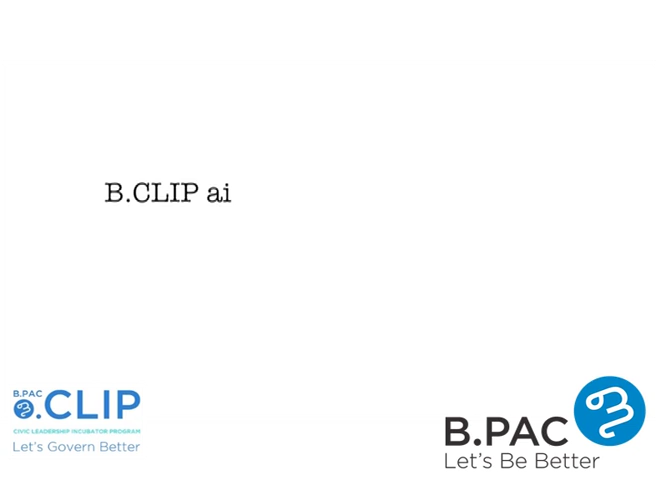 B.CLIP ai
B.PAC
B.CLIP
CIVIC LEADERSHIP INCUBATOR PROGRAM
Let's Govern Better
B.PAC
Let's Be Better